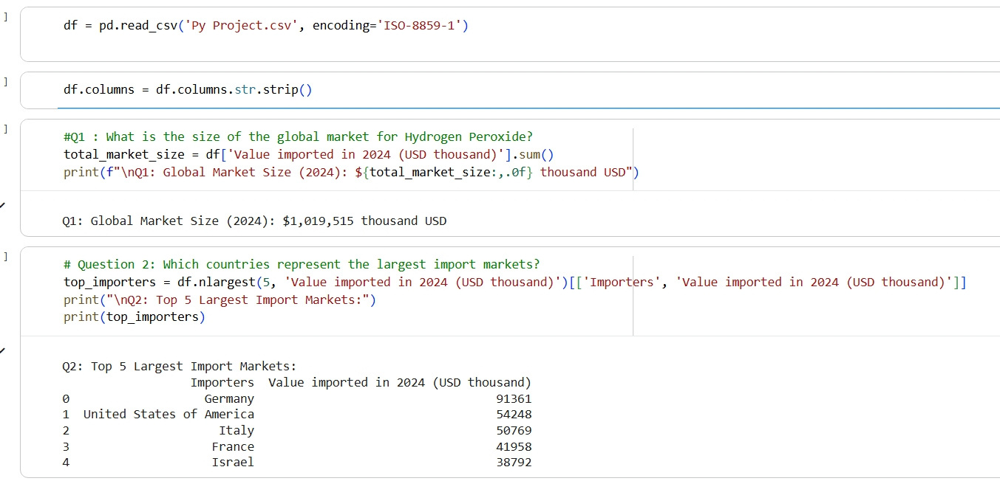 ]
df = pd.read_csv('Py Project.csv', encoding='ISO-8859-1')
]
df.columns = df.columns.str.strip()
]
#Q1 : What is the size of the global market for Hydrogen Peroxide?
total_market_size = df['Value imported in 2024 (USD thousand)'].sum()
print(f"\nQ1: Global Market Size (2024): ${total_market_size:,.0f} thousand USD")
Q1: Global Market Size (2024): $1,019,515 thousand USD
]
# Question 2: Which countries represent the largest import markets?
top_importers = df.nlargest(5, 'Value imported in 2024 (USD thousand)')[['Importers', 'Value imported in 2024 (USD thousand)']]
print("\nQ2: Top 5 Largest Import Markets:")
print(top_importers)
Q2: Top 5 Largest Import Markets:
Importers Value imported in 2024 (USD thousand)
0 Germany 91361
1 United States of America 54248
2 Italy 50769
3 France 41958
4 Israel 38792